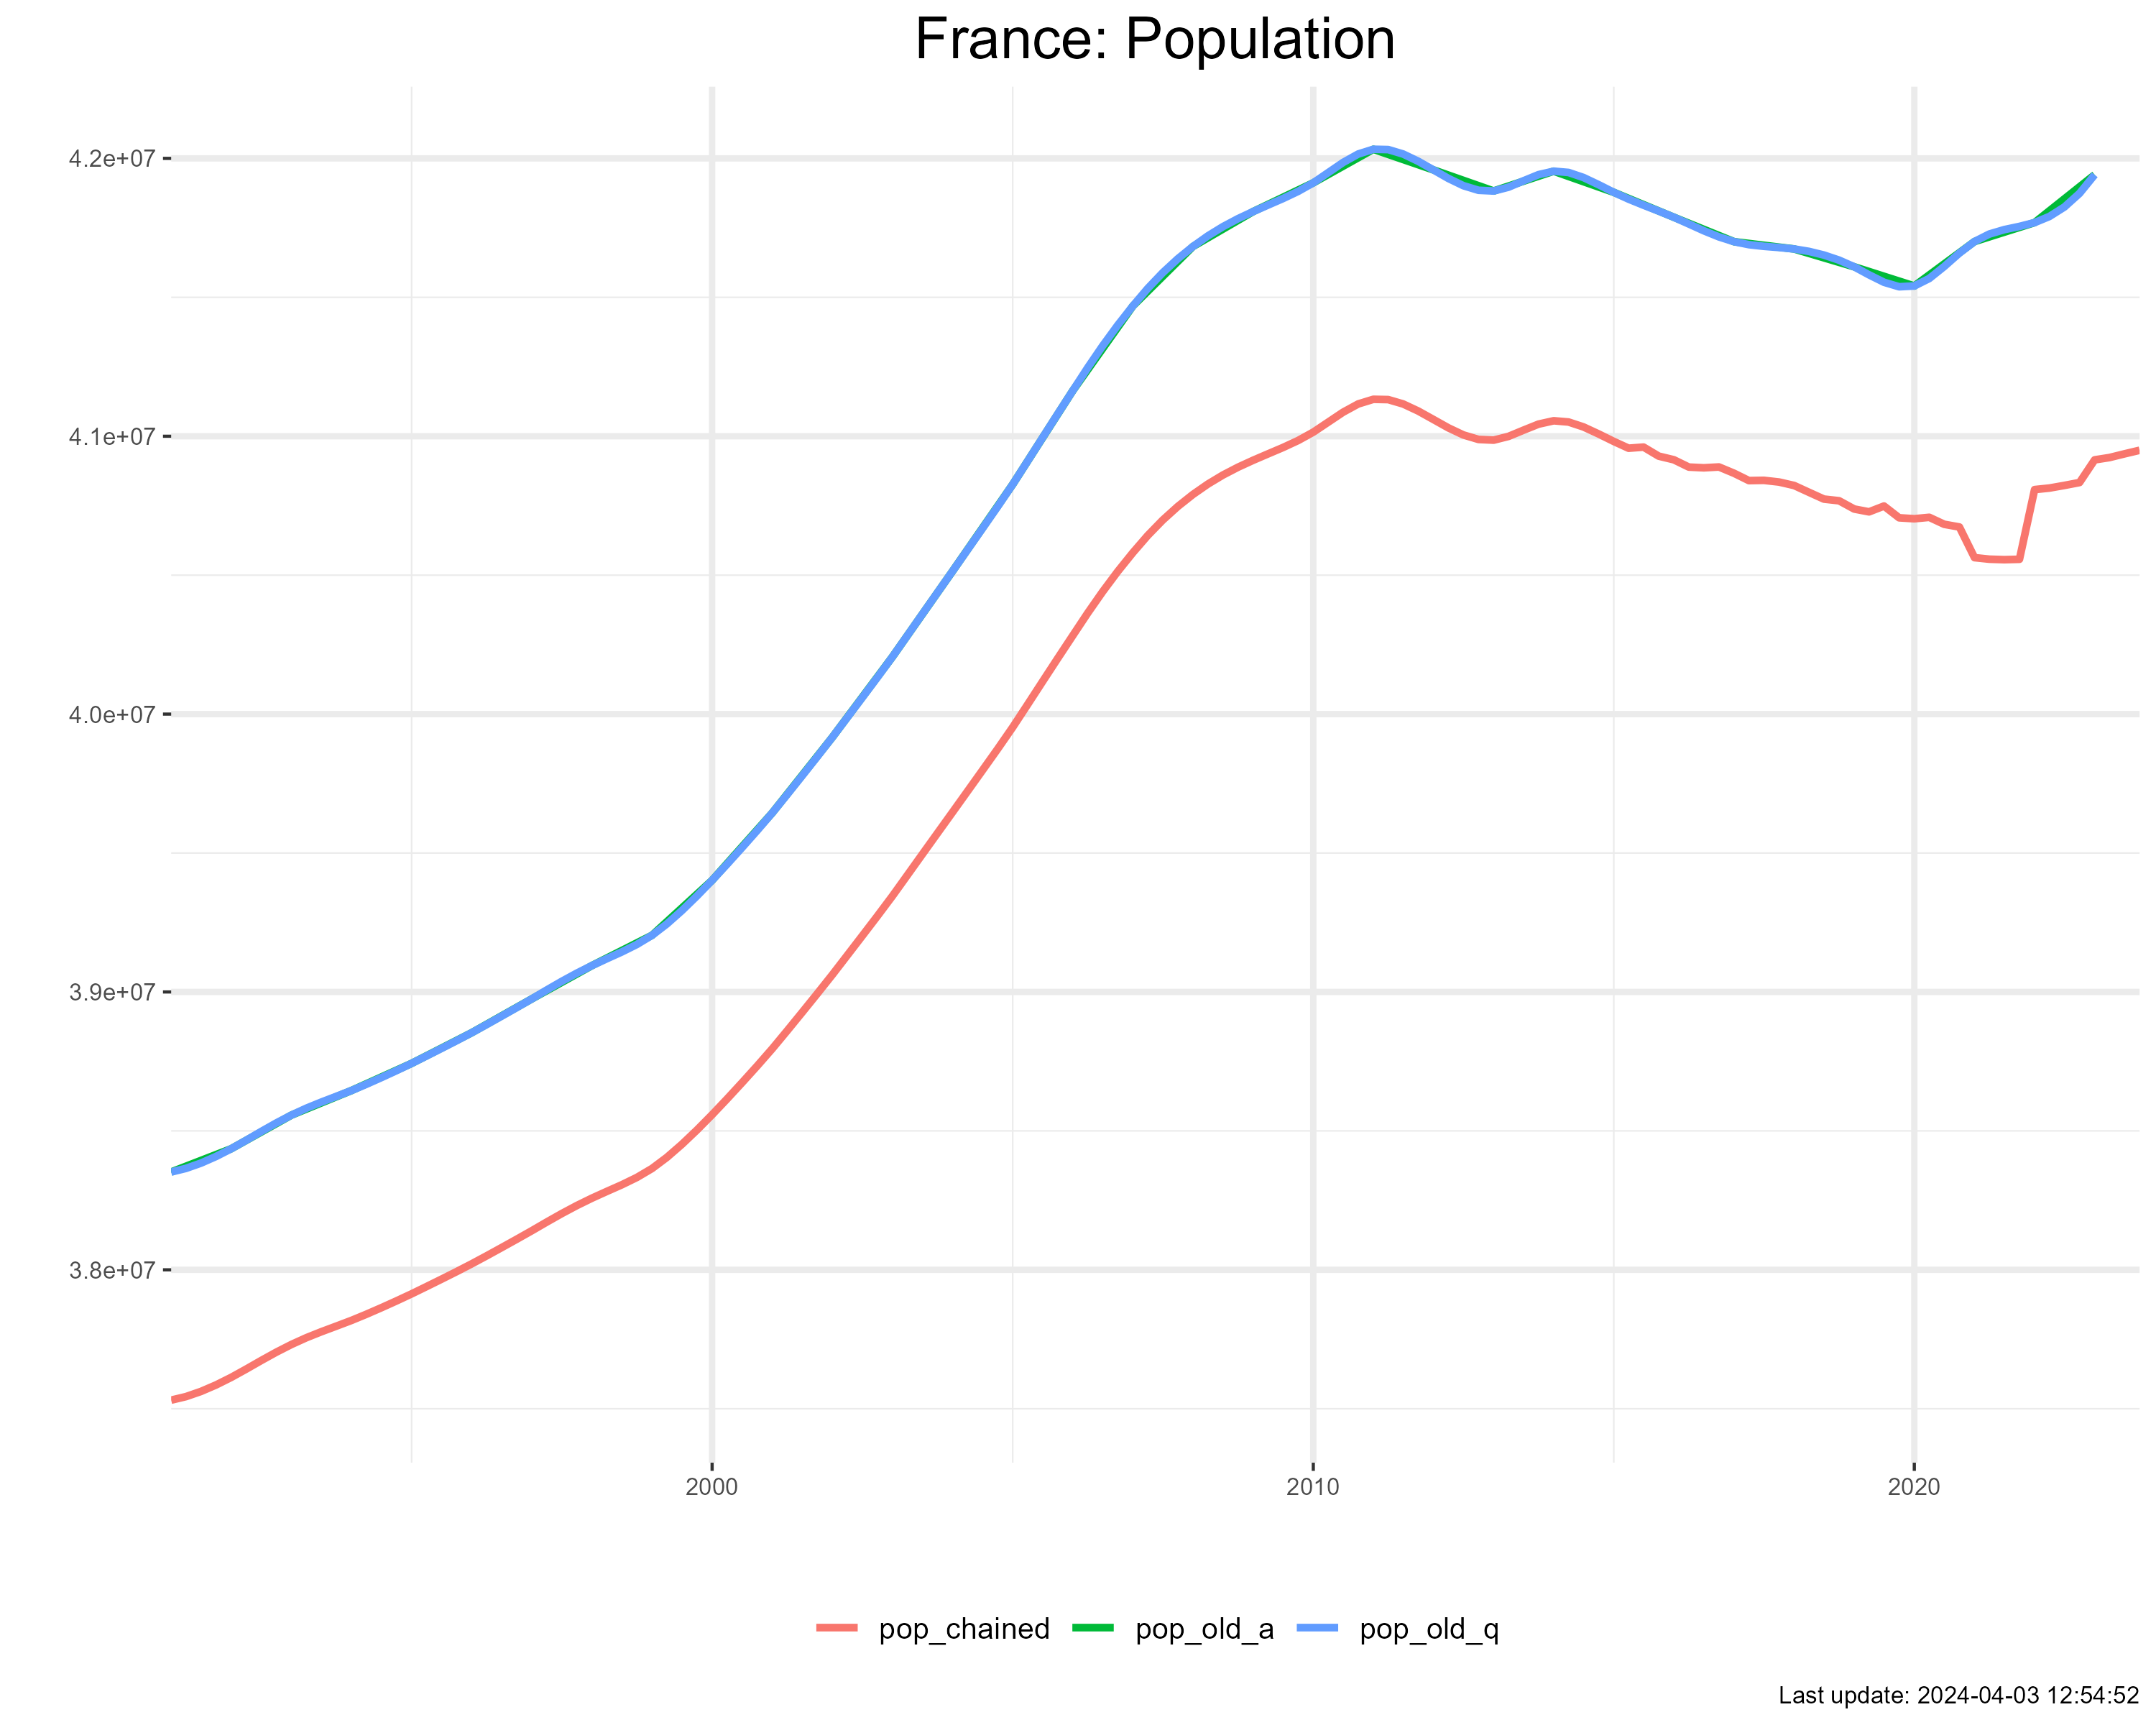 France: Population
4.2e+07
4.1e+07
4.0e+07
3.9e+07
3.8e+07
2000 2010 2020
pop_chained pop_old_a pop_old_q
Last update: 2024-04-03 12:54:52